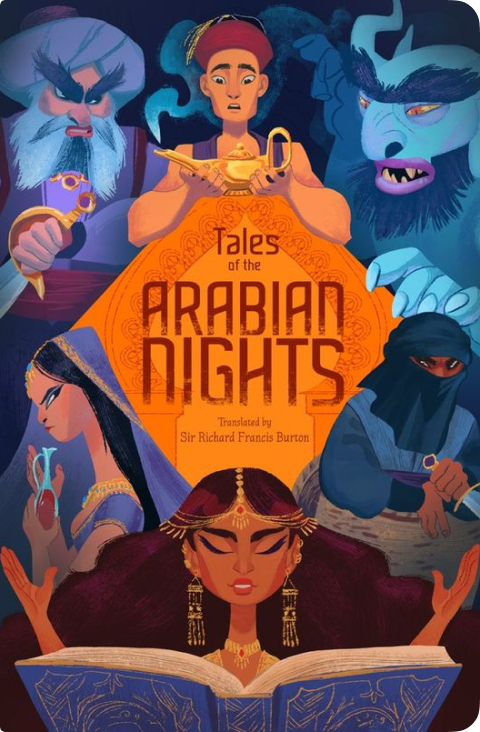 Tales
of the
ARABIAN
NIGHTS
Translated by
Sir Richard Francis Burton